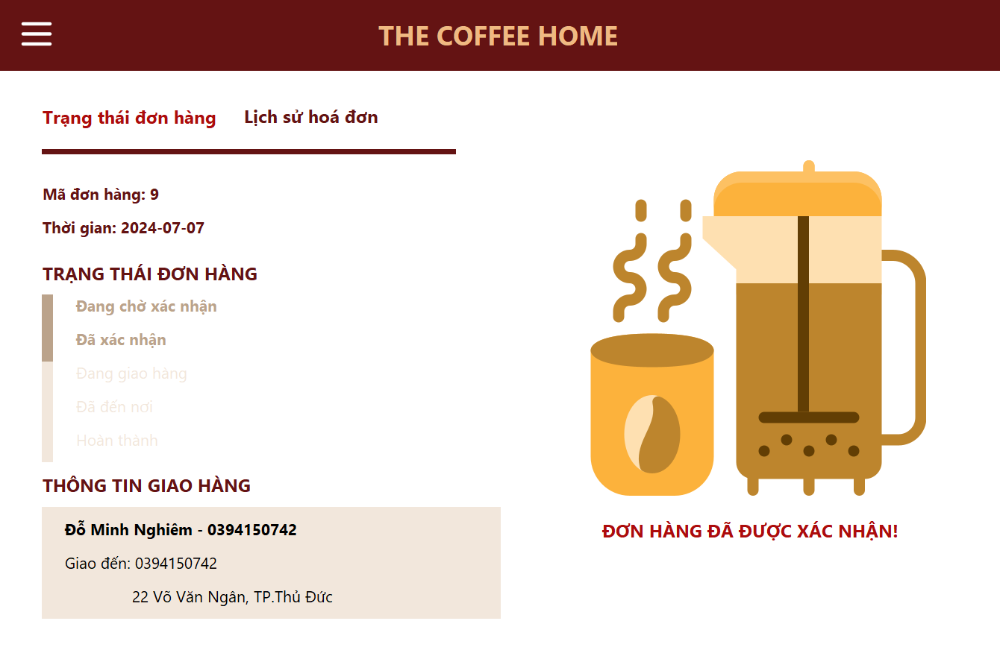 THE COFFEE HOME
Trạng thái đơn hàng
Lịch sử hoá đơn
Mã đơn hàng: 9
Thời gian: 2024-07-07
TRẠNG THÁI ĐƠN HÀNG
Đang chờ xác nhận
Đã xác nhận
Đang giao hàng
Đã đến nơi
Hoàn thành
THÔNG TIN GIAO HÀNG
Đỗ Minh Nghiêm - 0394150742
Giao đến: 0394150742
22 Võ Văn Ngân, TP.Thủ Đức
ĐƠN HÀNG ĐÃ ĐƯỢC XÁC NHẬN!